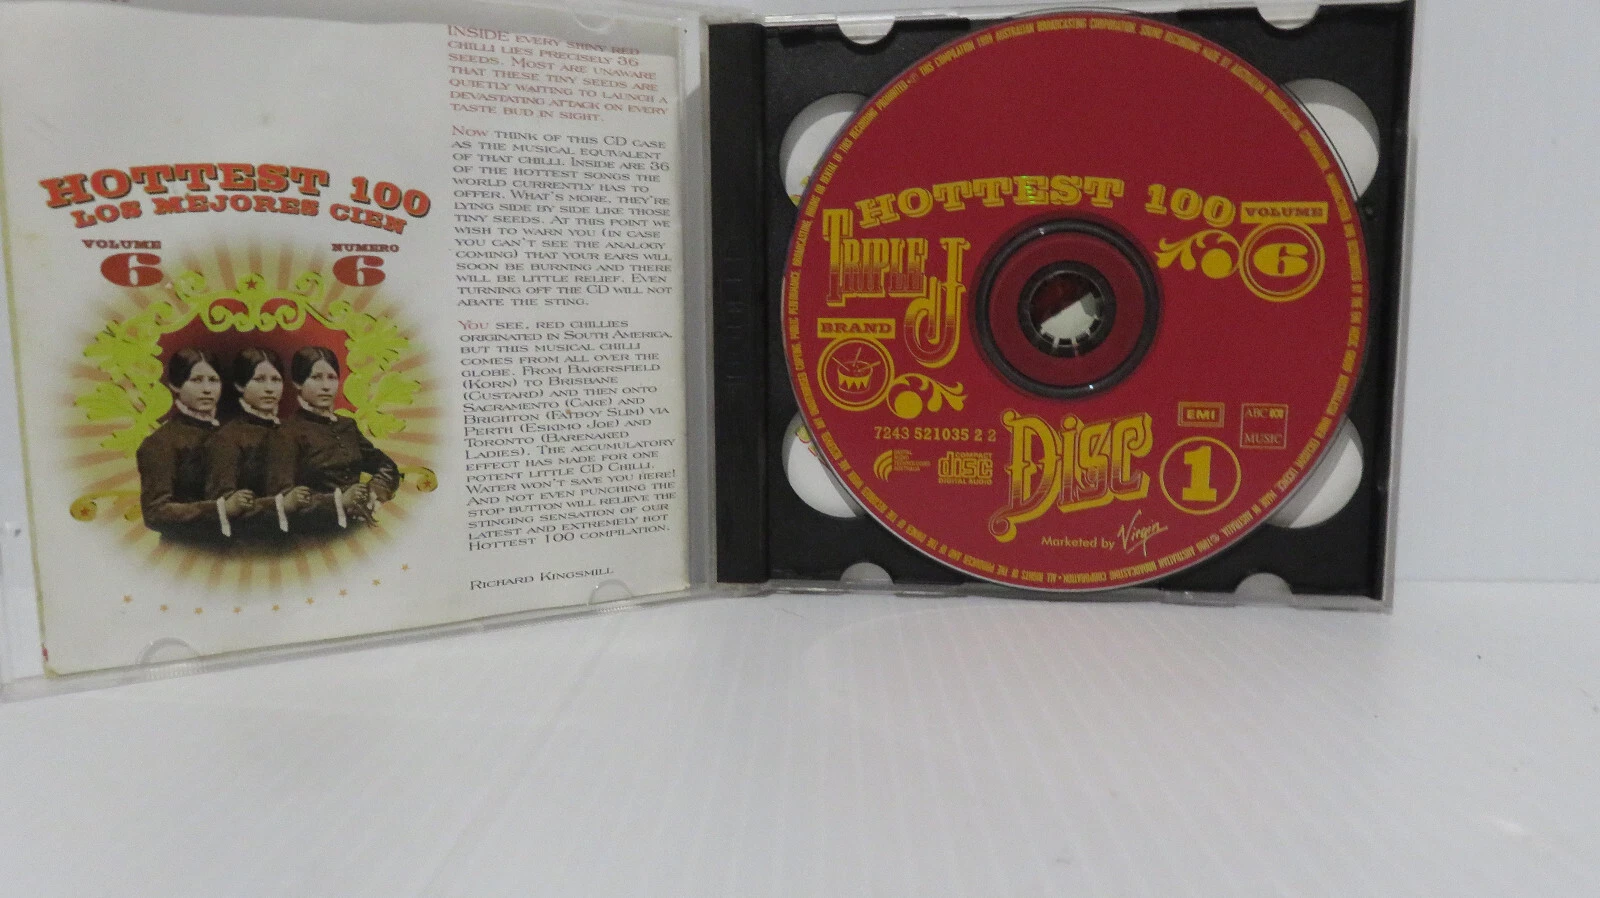 HOTTEST 100
LOS MEJORES CIEN
VOLUME
6
NUMERO
6
INSIDE EVERY SHINY RED
CHILLI LIES PRECISELY 36
SEEDS. MOST ARE UNAWARE
THAT THESE TINY SEEDS ARE
QUIETLY WAITING TO LAUNCH A
DEVASTATING ATTACK ON EVERY
TASTE BUD IN SIGHT.
NOW THINK OF THIS CD CASE
AS THE MUSICAL EQUIVALENT
OF THAT CHILLI. INSIDE ARE 36
OF THE HOTTEST SONGS THE
WORLD CURRENTLY HAS TO
OFFER. WHAT'S MORE, THEY'RE
LYING SIDE BY SIDE LIKE THOSE
TINY SEEDS. AT THIS POINT WE
WISH TO WARN YOU (IN CASE
YOU CAN'T SEE THE ANALOGY
COMING) THAT YOUR EARS WILL
SOON BE BURNING AND THERE
WILL BE LITTLE RELIEF. EVEN
TURNING OFF THE CD WILL NOT
ABATE THE STING.
YOU SEE, RED CHILLIES
ORIGINATED IN SOUTH AMERICA.
BUT THIS MUSICAL CHILLI
COMES FROM ALL OVER THE
GLOBE. FROM BAKERSFIELD
(KORN) TO BRISBANE
(CUSTARD) AND THEN ONTO
SACRAMENTO (CAKE) AND
BRIGHTON (FATBOY SLIM) VIA
PERTH (ESKIMO JOE) AND
TORONTO (BARENAKED
LADIES). THE ACCUMULATORY
EFFECT HAS MADE FOR ONE
POTENT LITTLE CD CHILLI.
WATER WON'T SAVE YOU HERE!
AND NOT EVEN PUNCHING THE
STOP BUTTON WILL RELIEVE THE
STINGING SENSATION OF OUR
LATEST AND EXTREMELY HOT
HOTTEST 100 COMPILATION.
RICHARD KINGSMILL
HOTTEST 100
VOLUME
6
TRIPLE J
BRAND
7243 521035 2 2
COMPACT
disc
DIGITAL AUDIO
DISC
1
EMI
ABC
MUSIC
Marketed by Virgin
THIS COMPILATION 1999 AUSTRALIAN BROADCASTING CORPORATION.